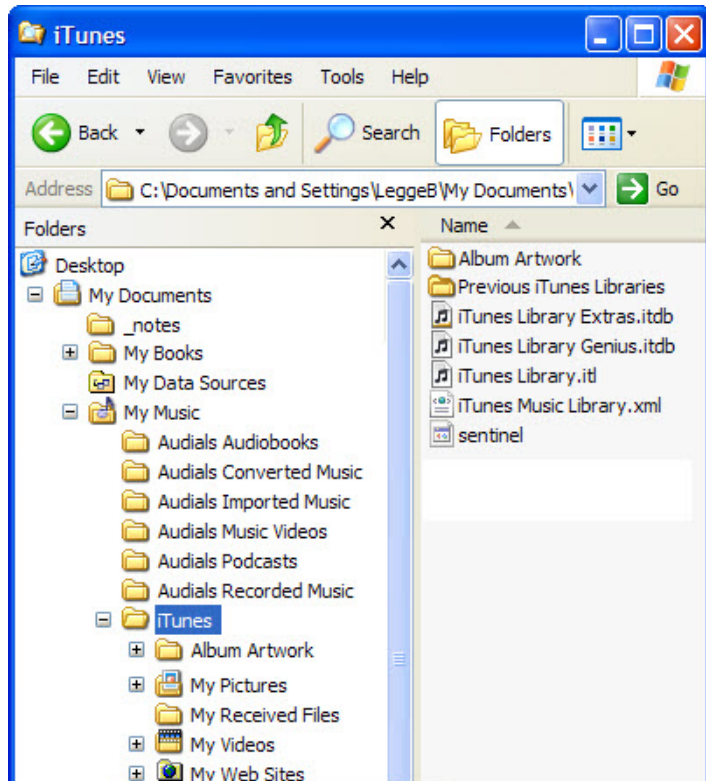 iTunes
File Edit View Favorites Tools Help
Back Search Folders
Address C:\Documents and Settings\LeggeB\My Documents\ Go
Folders
Desktop
My Documents
_notes
My Books
My Data Sources
My Music
Audials Audiobooks
Audials Converted Music
Audials Imported Music
Audials Music Videos
Audials Podcasts
Audials Recorded Music
iTunes
Album Artwork
My Pictures
My Received Files
My Videos
My Web Sites
Name
Album Artwork
Previous iTunes Libraries
iTunes Library Extras.itdb
iTunes Library Genius.itdb
iTunes Library.itl
iTunes Music Library.xml
sentinel